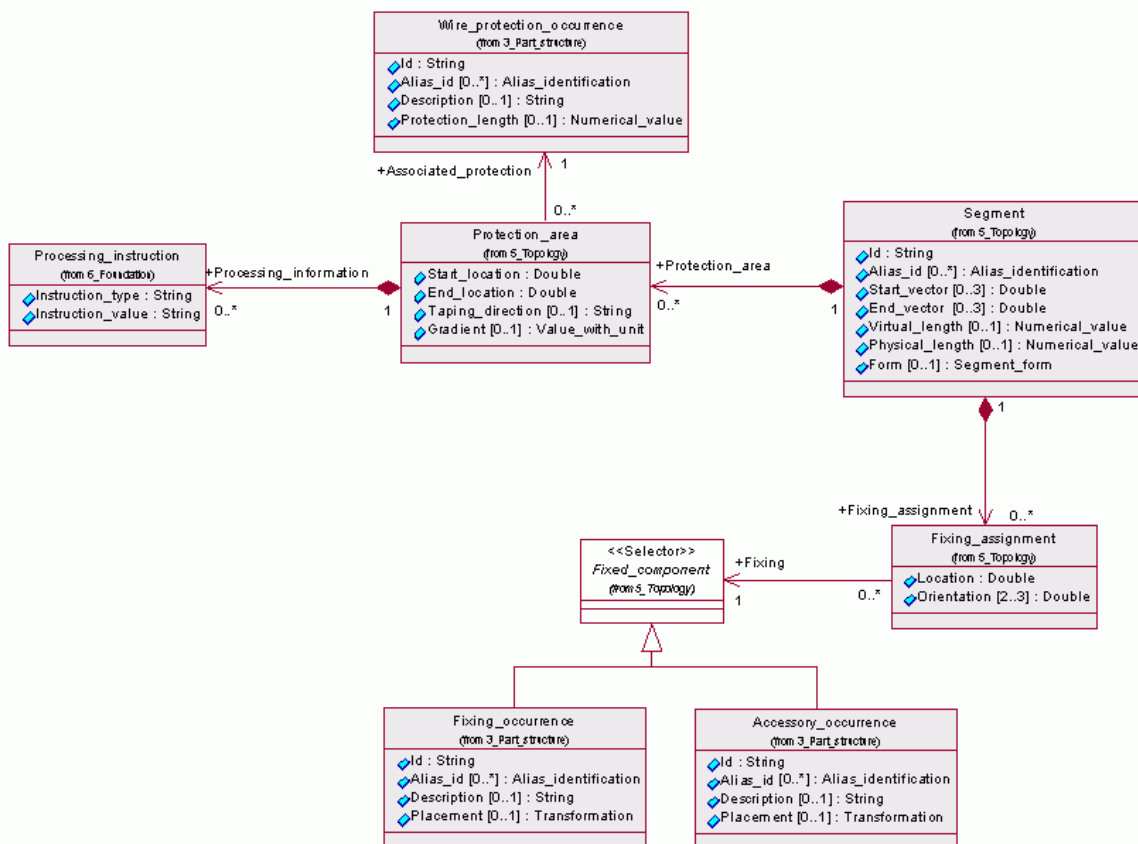 Wire_protection_occurrence
(from 3_Part_structure)
Id : String
Alias_id [0..*] : Alias_identification
Description [0..1] : String
Protection_length [0..1] : Numerical_value
+Associated_protection
1
0..*
Protection_area
(from 5_Topology)
Start_location : Double
End_location : Double
Taping_direction [0..1] : String
Gradient [0..1] : Value_with_unit
Processing_instruction
(from 6_Foundation)
Instruction_type : String
Instruction_value : String
+Processing_information
0..*
1
+Protection_area
0..*
1
Segment
(from 5_Topology)
Id : String
Alias_id [0..*] : Alias_identification
Start_vector [0..3] : Double
End_vector [0..3] : Double
Virtual_length [0..1] : Numerical_value
Physical_length [0..1] : Numerical_value
Form [0..1] : Segment_form
1
+Fixing_assignment
0..*
Fixing_assignment
(from 5_Topology)
Location : Double
Orientation [2..3] : Double
<<Selector>>
Fixed_component
(from 5_Topology)
+Fixing
1
0..*
Fixing_occurrence
(from 3_Part_structure)
Id : String
Alias_id [0..*] : Alias_identification
Description [0..1] : String
Placement [0..1] : Transformation
Accessory_occurrence
(from 3_Part_structure)
Id : String
Alias_id [0..*] : Alias_identification
Description [0..1] : String
Placement [0..1] : Transformation